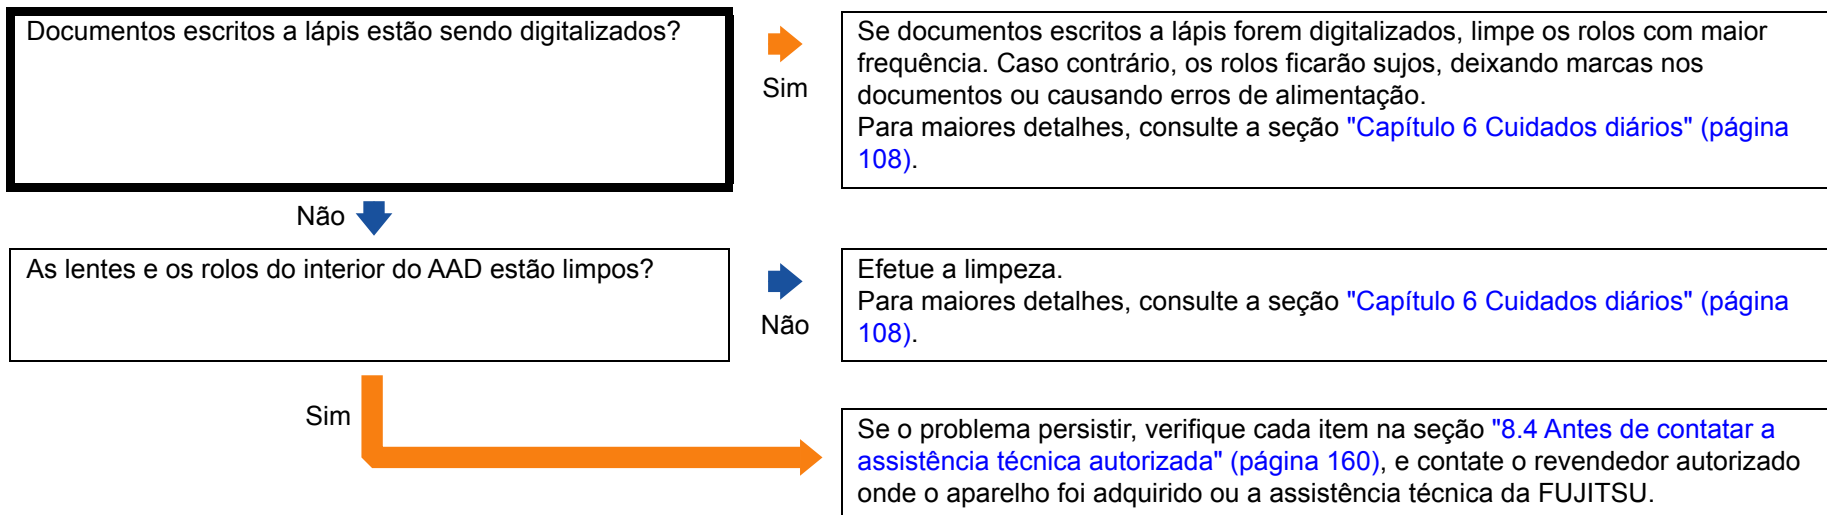 Documentos escritos a lápis estão sendo digitalizados?
Sim
Se documentos escritos a lápis forem digitalizados, limpe os rolos com maior
frequência. Caso contrário, os rolos ficarão sujos, deixando marcas nos
documentos ou causando erros de alimentação.
Para maiores detalhes, consulte a seção "Capítulo 6 Cuidados diários" (página
108).
Não
As lentes e os rolos do interior do AAD estão limpos?
Não
Efetue a limpeza.
Para maiores detalhes, consulte a seção "Capítulo 6 Cuidados diários" (página
108).
Sim
Se o problema persistir, verifique cada item na seção "8.4 Antes de contatar a
assistência técnica autorizada" (página 160), e contate o revendedor autorizado
onde o aparelho foi adquirido ou a assistência técnica da FUJITSU.